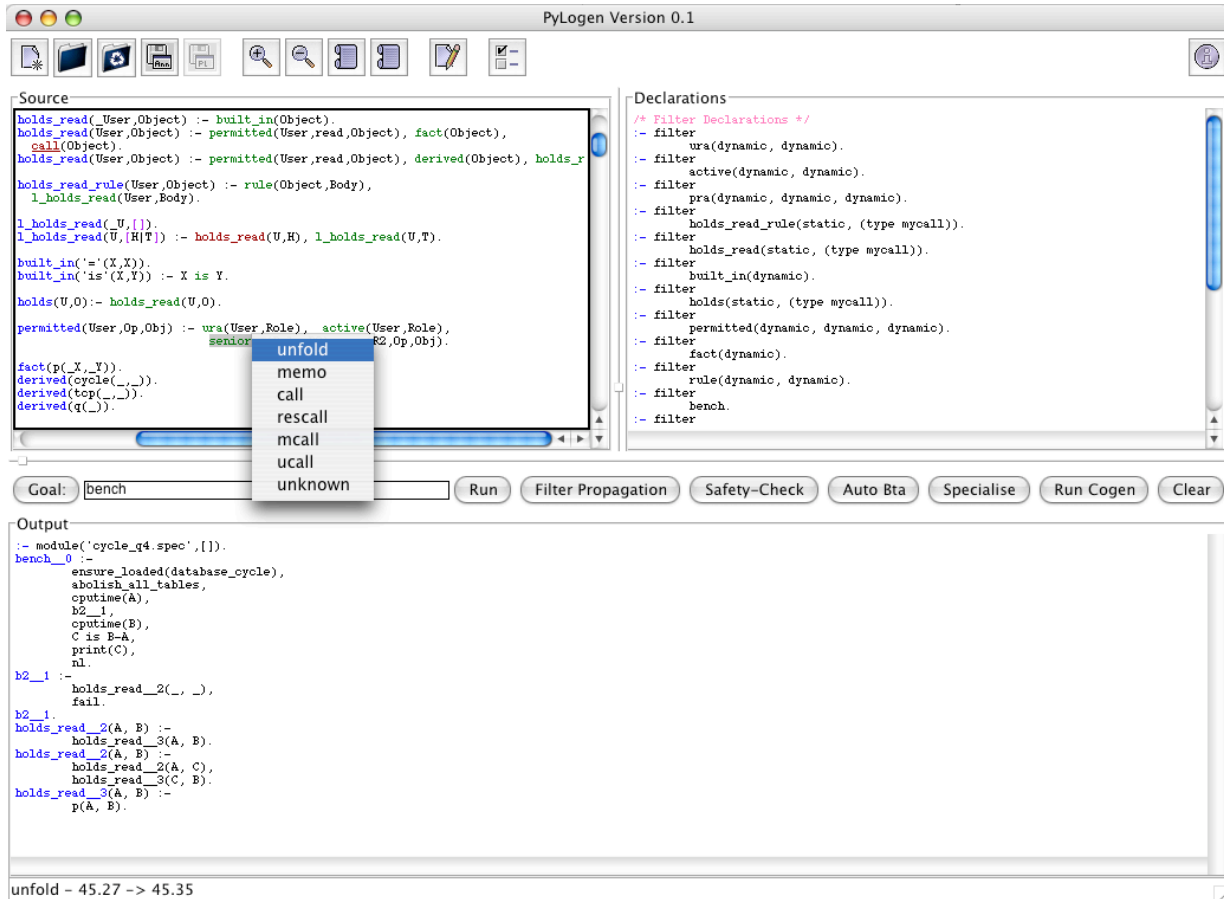 PyLogen Version 0.1
Ann
PL
Source
holds_read(_User,Object) :- built_in(Object).
holds_read(User,Object) :- permitted(User,read,Object), fact(Object),
call(Object).
holds_read(User,Object) :- permitted(User,read,Object), derived(Object), holds_r
holds_read_rule(User,Object) :- rule(Object,Body),
l_holds_read(User,Body).
l_holds_read(_U,[]).
l_holds_read(U,[H|T]) :- holds_read(U,H), l_holds_read(U,T).
built_in('='(X,X)).
built_in('is'(X,Y)) :- X is Y.
holds(U,O):- holds_read(U,O).
permitted(User,Op,Obj) :- ura(User,Role), active(User,Role),
senior R2,Op,Obj).
fact(p(_X,_Y)).
derived(cycle(_,_)).
derived(tcp(_,_)).
derived(q(_)).
unfold
memo
call
rescall
mcall
ucall
unknown
Declarations
/* Filter Declarations */
:- filter
ura(dynamic, dynamic).
:- filter
active(dynamic, dynamic).
:- filter
pra(dynamic, dynamic, dynamic).
:- filter
holds_read_rule(static, (type mycall)).
:- filter
holds_read(static, (type mycall)).
:- filter
built_in(dynamic).
:- filter
holds(static, (type mycall)).
:- filter
permitted(dynamic, dynamic, dynamic).
:- filter
fact(dynamic).
:- filter
rule(dynamic, dynamic).
:- filter
bench.
:- filter
Goal: bench Run Filter Propagation Safety-Check Auto Bta Specialise Run Cogen Clear
Output
:- module('cycle_q4.spec',[]).
bench__0 :-
ensure_loaded(database_cycle),
abolish_all_tables,
cputime(A),
b2__1,
cputime(B),
C is B-A,
print(C),
nl.
b2__1 :-
holds_read__2(_, _),
fail.
b2__1.
holds_read__2(A, B) :-
holds_read__3(A, B).
holds_read__2(A, B) :-
holds_read__2(A, C),
holds_read__3(C, B).
holds_read__3(A, B) :-
p(A, B).
unfold - 45.27 -> 45.35